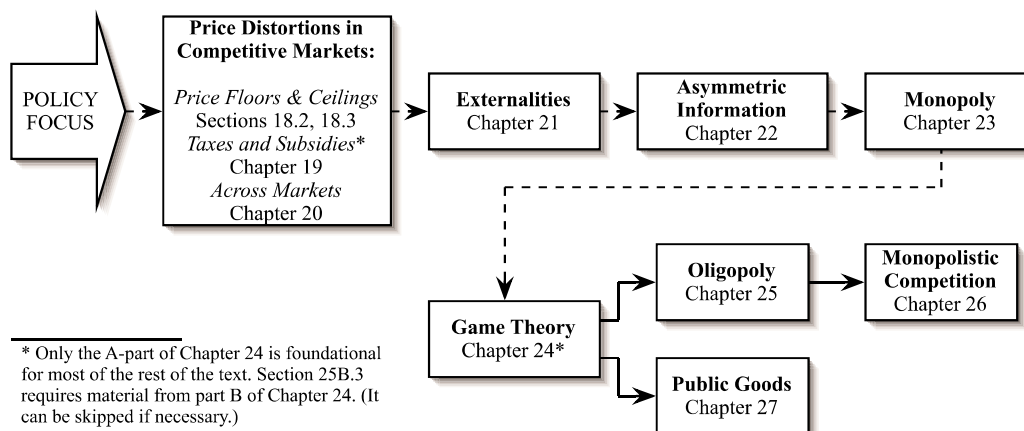 POLICY
FOCUS
Price Distortions in
Competitive Markets:
Price Floors & Ceilings
Sections 18.2, 18.3
Taxes and Subsidies*
Chapter 19
Across Markets
Chapter 20
Externalities
Chapter 21
Asymmetric
Information
Chapter 22
Monopoly
Chapter 23
Game Theory
Chapter 24*
Oligopoly
Chapter 25
Monopolistic
Competition
Chapter 26
Public Goods
Chapter 27
* Only the A-part of Chapter 24 is foundational
for most of the rest of the text. Section 25B.3
requires material from part B of Chapter 24. (It
can be skipped if necessary.)